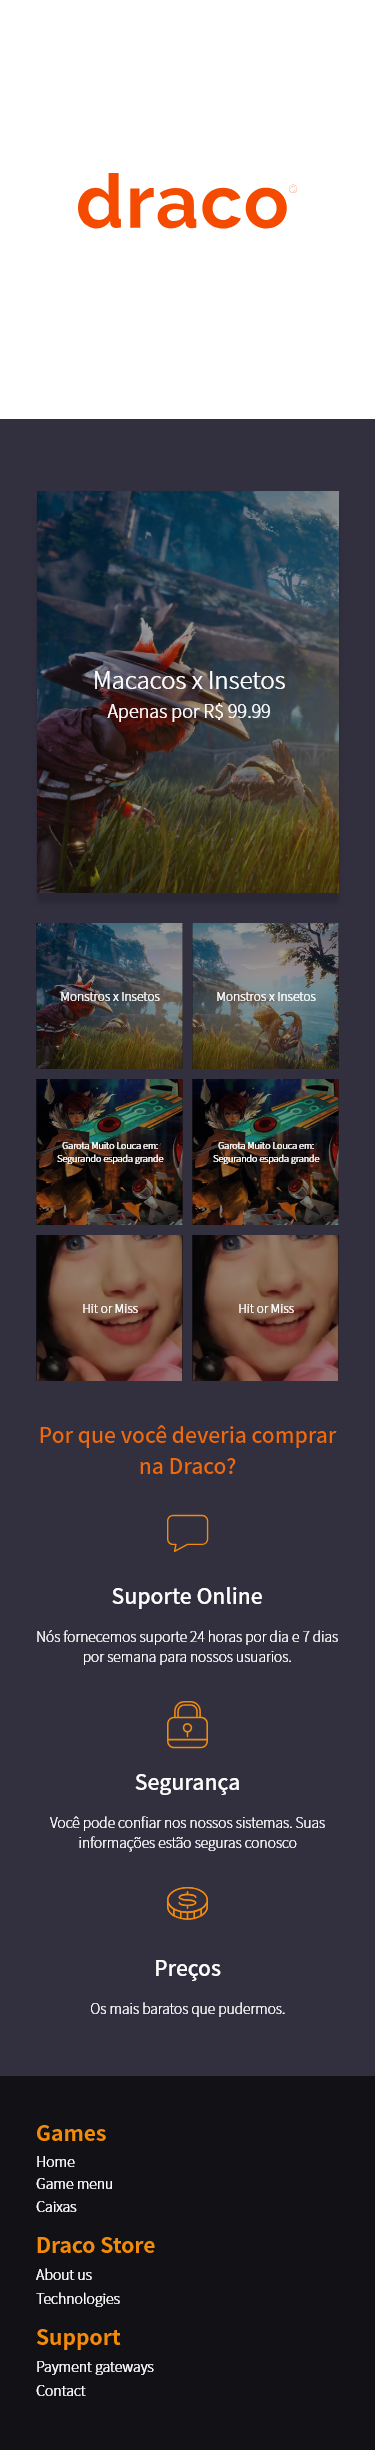 draco
Macacos x Insetos
Apenas por R$ 99.99
Monstros x Insetos
Monstros x Insetos
Garota Muito Louca em:
Segurando espada grande
Garota Muito Louca em:
Segurando espada grande
Hit or Miss
Hit or Miss
Por que você deveria comprar
na Draco?
Suporte Online
Nós fornecemos suporte 24 horas por dia e 7 dias
por semana para nossos usuarios.
Segurança
Você pode confiar nos nossos sistemas. Suas
informações estão seguras conosco
Preços
Os mais baratos que pudermos.
Games
Home
Game menu
Caixas
Draco Store
About us
Technologies
Support
Payment gateways
Contact